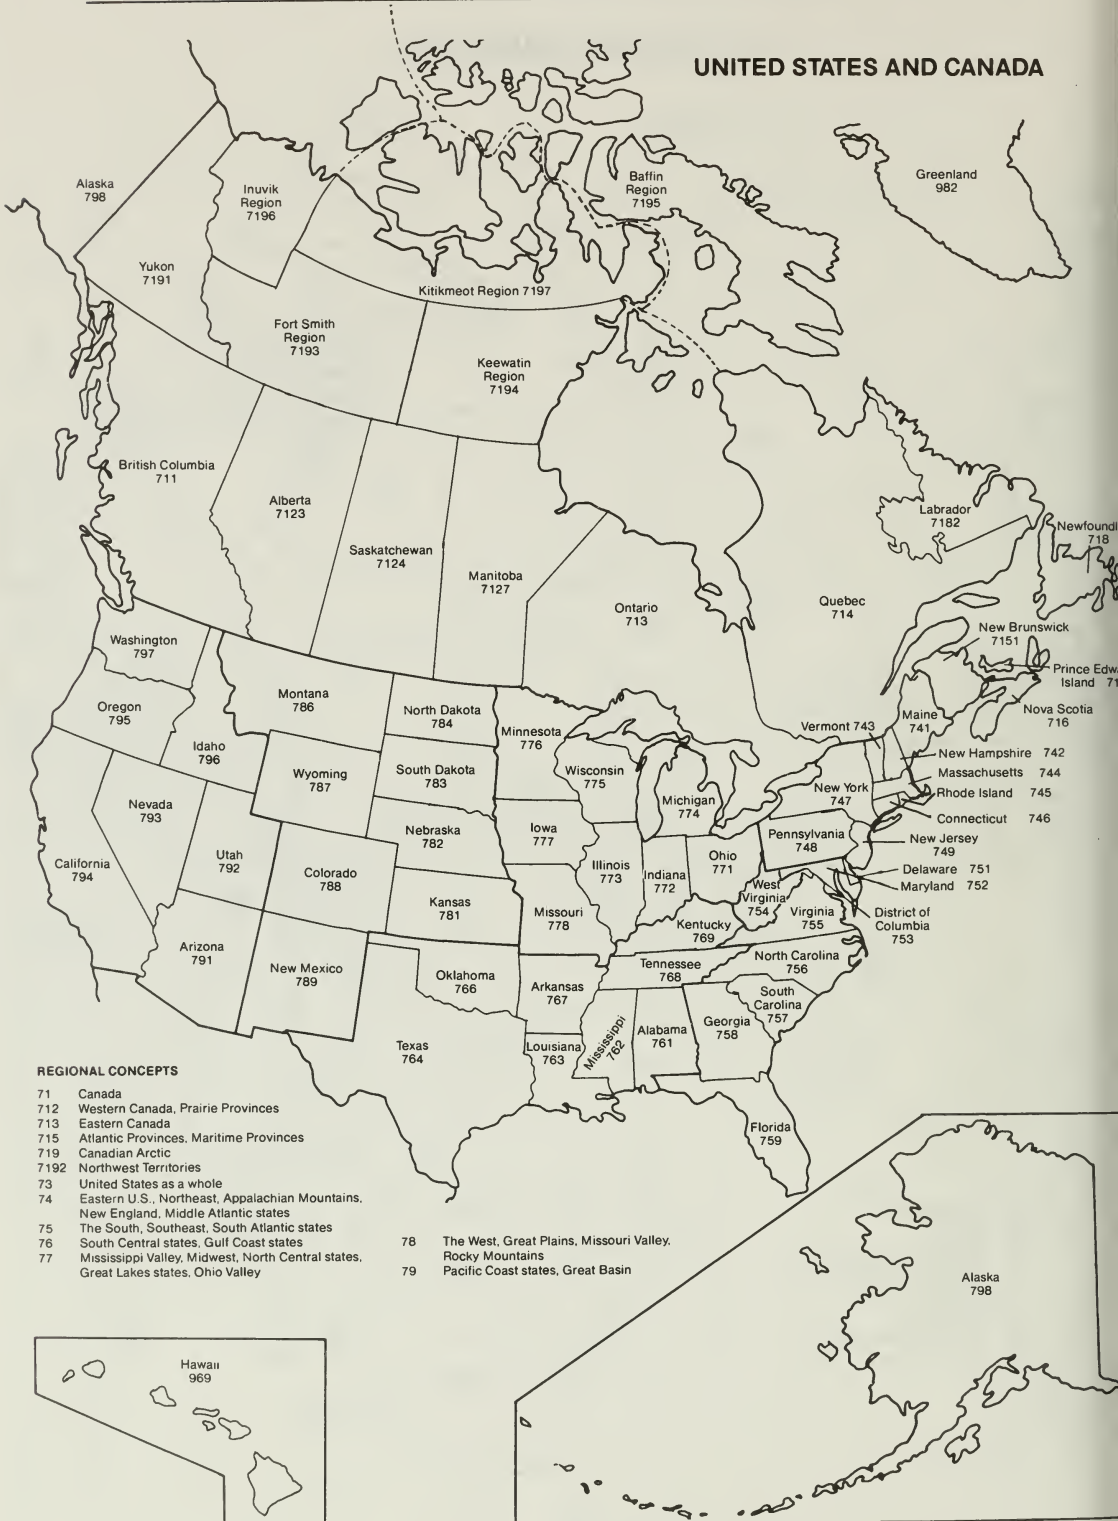 UNITED STATES AND CANADA
Alaska
798
Inuvik
Region
7196
Baffin
Region
7195
Greenland
982
Yukon
7191
Kitikmeot Region 7197
Fort Smith
Region
7193
Keewatin
Region
7194
British Columbia
711
Alberta
7123
Saskatchewan
7124
Manitoba
7127
Ontario
713
Quebec
714
Labrador
7182
Newfoundl
718
New Brunswick
7151
Prince Edw
Island 71
Nova Scotia
716
Washington
797
Oregon
795
Idaho
796
Montana
786
North Dakota
784
Minnesota
776
Wyoming
787
South Dakota
783
Wisconsin
775
Michigan
774
Vermont 743
Maine
741
New Hampshire 742
Massachusetts 744
Rhode Island 745
Connecticut 746
New York
747
Pennsylvania
748
New Jersey
749
Delaware 751
Maryland 752
District of
Columbia
753
Nevada
793
California
794
Utah
792
Colorado
788
Nebraska
782
Kansas
781
Iowa
777
Missouri
778
Illinois
773
Indiana
772
Ohio
771
West
Virginia
754
Virginia
755
Kentucky
769
Arizona
791
New Mexico
789
Oklahoma
766
Arkansas
767
Tennessee
768
North Carolina
756
South
Carolina
757
Texas
764
Louisiana
763
Mississippi
762
Alabama
761
Georgia
758
Florida
759
REGIONAL CONCEPTS
71 Canada
712 Western Canada, Prairie Provinces
713 Eastern Canada
715 Atlantic Provinces, Maritime Provinces
719 Canadian Arctic
7192 Northwest Territories
73 United States as a whole
74 Eastern U.S., Northeast, Appalachian Mountains,
New England, Middle Atlantic states
75 The South, Southeast, South Atlantic states
76 South Central states, Gulf Coast states
77 Mississippi Valley, Midwest, North Central states,
Great Lakes states, Ohio Valley
78 The West, Great Plains, Missouri Valley,
Rocky Mountains
79 Pacific Coast states, Great Basin
Alaska
798
Hawaii
969